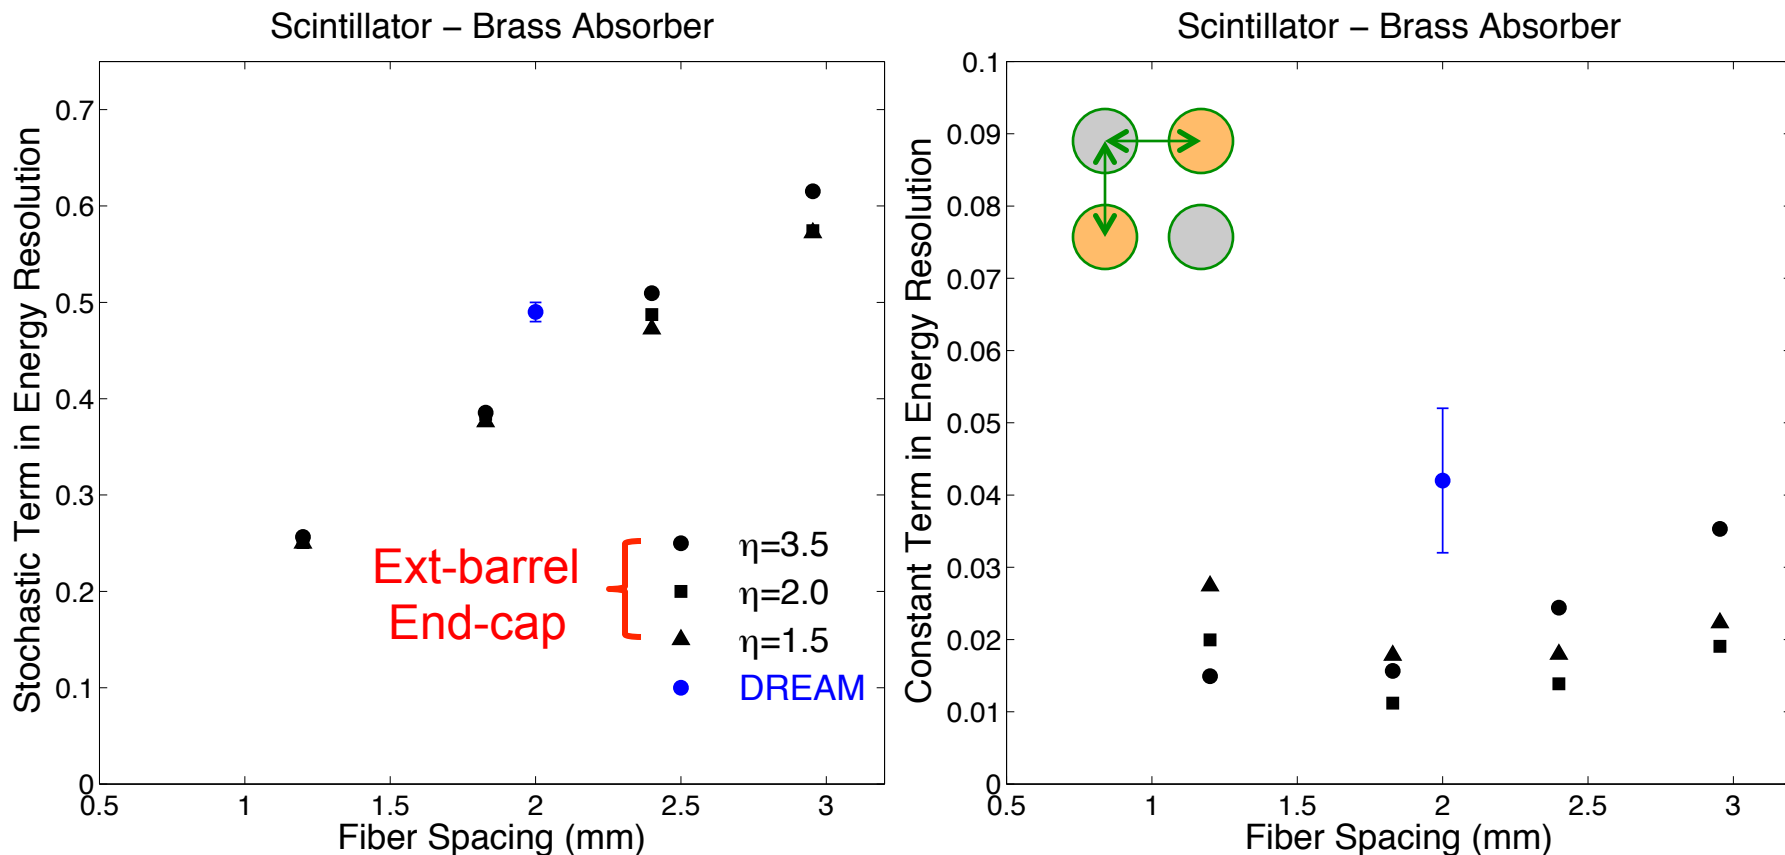 Scintillator – Brass Absorber
Stochastic Term in Energy Resolution
0.7
0.6
0.5
0.4
0.3
0.2
0.1
0
0.5 1 1.5 2 2.5 3
Fiber Spacing (mm)
Ext-barrel
End-cap
η=3.5
η=2.0
η=1.5
DREAM
Scintillator – Brass Absorber
Constant Term in Energy Resolution
0.1
0.09
0.08
0.07
0.06
0.05
0.04
0.03
0.02
0.01
0
0.5 1 1.5 2 2.5 3
Fiber Spacing (mm)